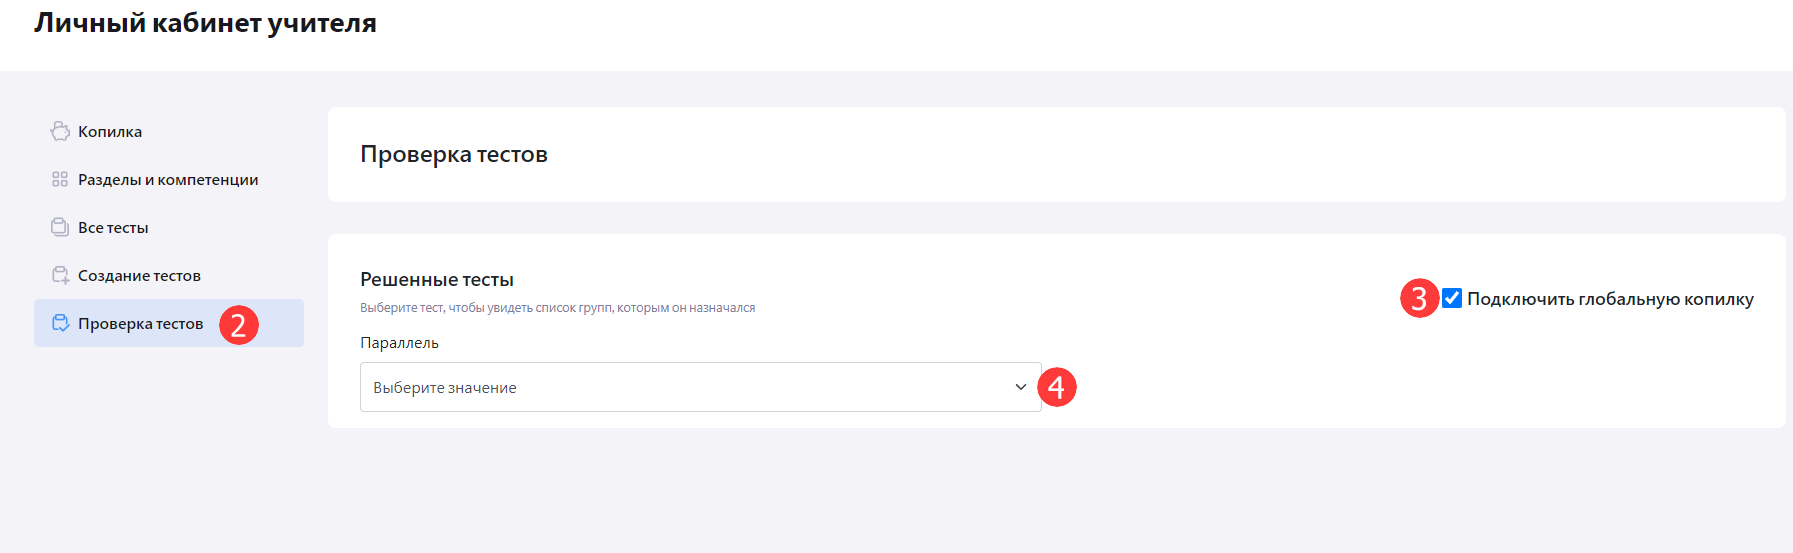 Личный кабинет учителя
Копилка
Разделы и компетенции
Все тесты
Создание тестов
Проверка тестов 2
Проверка тестов
Решенные тесты
Выберите тест, чтобы увидеть список групп, которым он назначался
3 Подключить глобальную копилку
Параллель
Выберите значение 4